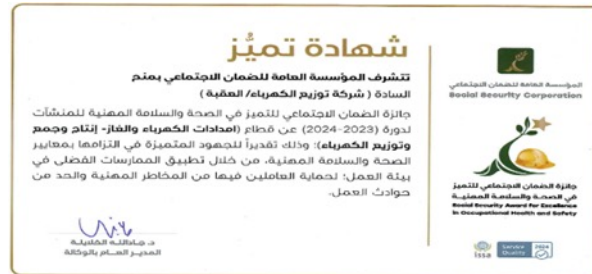 شهادة تميُّز
تتشرف المؤسسة العامة للضمان الاجتماعي بمنح
السادة ( شركة توزيع الكهرباء/ العقبة )
جائزة الضمان الاجتماعي للتميز في الصحة والسلامة المهنية للمنشآت
لدورة (2023-2024) عن قطاع (امدادات الكهرباء والغاز- إنتاج وجمع
وتوزيع الكهرباء): وذلك تقديراً للجهود المتميزة في التزامها بمعايير
الصحة والسلامة المهنية، من خلال تطبيق الممارسات الفضلى في
بيئة العمل؛ لحماية العاملين فيها من المخاطر المهنية والحد من
حوادث العمل.
د. جادالله الخلايلة
المدير العام بالوكالة
المؤسسة العامة للضمان الاجتماعي
Social Security Corporation
جائزة الضمان الاجتماعي للتميز
في الصحة والسلامة المهنية
Social Security Award for Excellence
in Occupational Health and Safety
issa
Service
Quality
2024